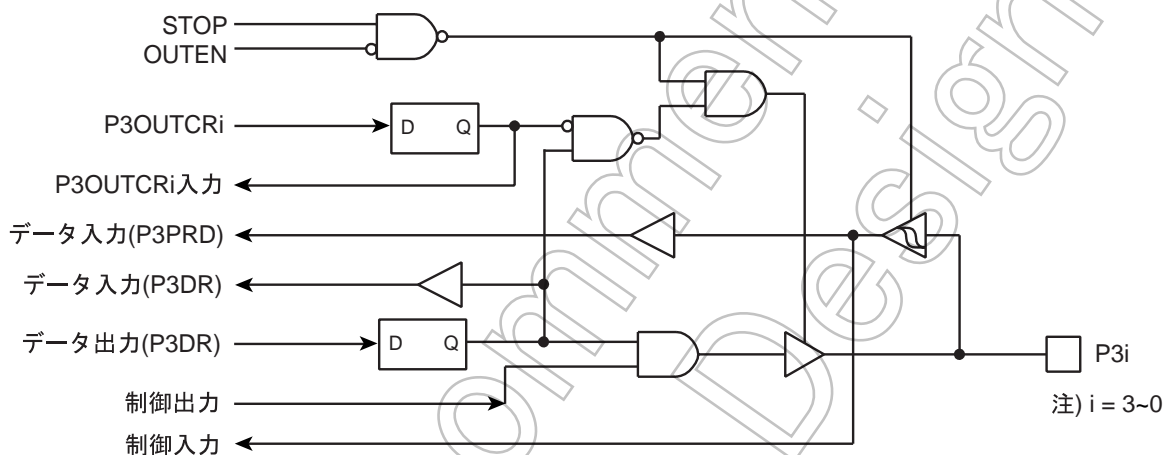 STOP
OUTEN
P3OUTCRi
D Q
P3OUTCRi入力
データ入力(P3PRD)
データ入力(P3DR)
データ出力(P3DR)
D Q
P3i
制御出力
注) i = 3~0
制御入力